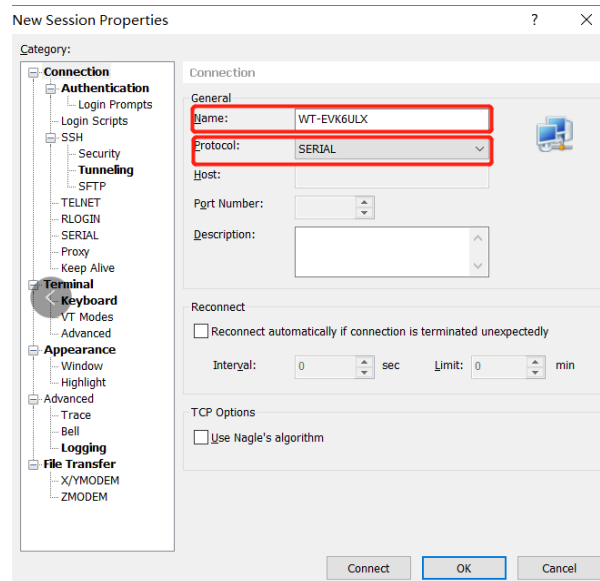 New Session Properties
?
Category:
Connection
Authentication
Login Prompts
Login Scripts
SSH
Security
Tunneling
SFTP
TELNET
RLOGIN
SERIAL
Proxy
Keep Alive
Terminal
Keyboard
VT Modes
Advanced
Appearance
Window
Highlight
Advanced
Trace
Bell
Logging
File Transfer
X/YMODEM
ZMODEM
Connection
General
Name: WT-EVK6ULX
Protocol: SERIAL
Host:
Port Number:
Description:
Reconnect
Reconnect automatically if connection is terminated unexpectedly
Interval: 0 sec Limit: 0 min
TCP Options
Use Nagle's algorithm
Connect OK Cancel